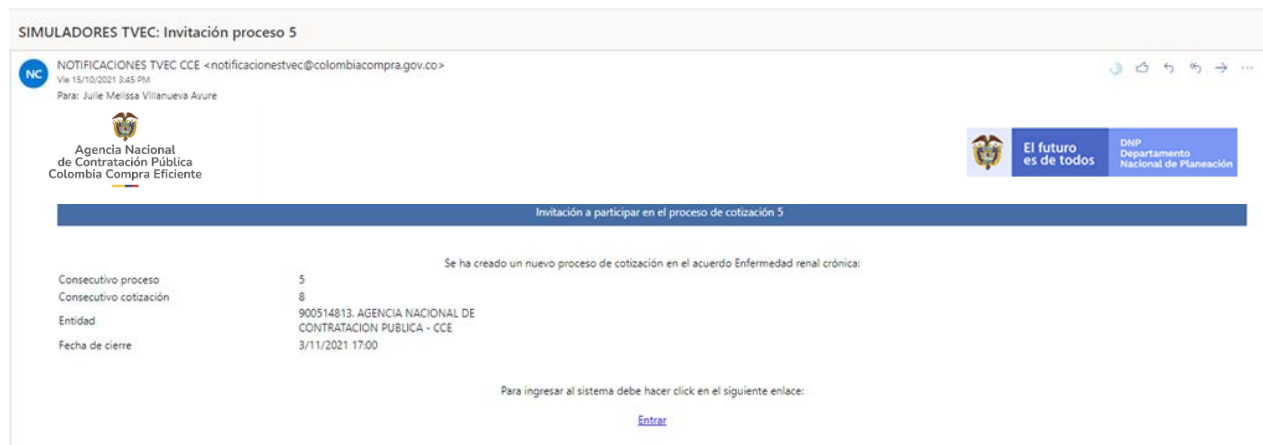 SIMULADORES TVEC: Invitación proceso 5
NC
NOTIFICACIONES TVEC CCE <notificacionestvec@colombiacompra.gov.co>
Vie 15/10/2021 3:45 PM
Para: Julie Melissa Villanueva Ayure
Agencia Nacional
de Contratación Pública
Colombia Compra Eficiente
El futuro
es de todos
DNP
Departamento
Nacional de Planeación
Invitación a participar en el proceso de cotización 5
Se ha creado un nuevo proceso de cotización en el acuerdo Enfermedad renal crónica:
Consecutivo proceso 5
Consecutivo cotización 8
Entidad 900514813. AGENCIA NACIONAL DE
CONTRATACION PUBLICA - CCE
Fecha de cierre 3/11/2021 17:00
Para ingresar al sistema debe hacer click en el siguiente enlace:
Entrar